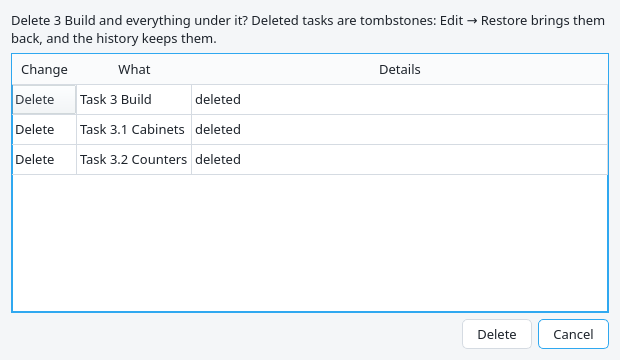 Delete 3 Build and everything under it? Deleted tasks are tombstones: Edit → Restore brings them
back, and the history keeps them.
Change What Details
Delete Task 3 Build deleted
Delete Task 3.1 Cabinets deleted
Delete Task 3.2 Counters deleted
Delete Cancel